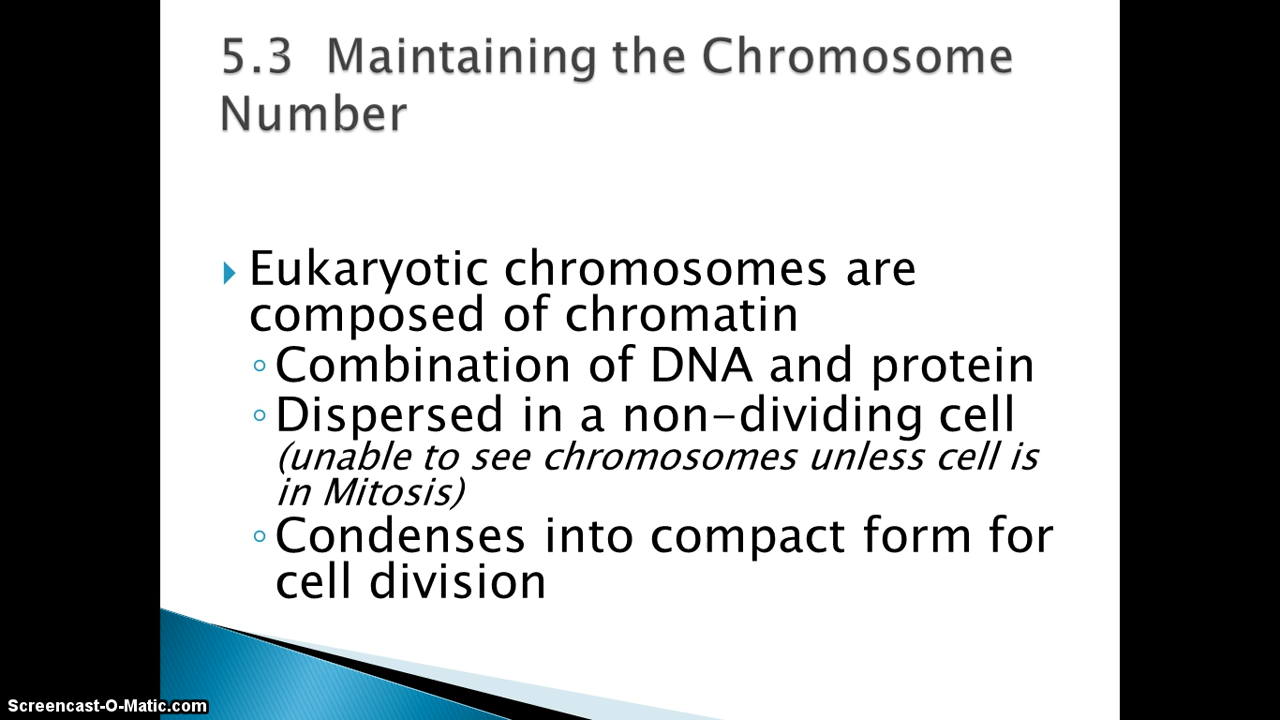 5.3 Maintaining the Chromosome
Number
Eukaryotic chromosomes are
composed of chromatin
Combination of DNA and protein
Dispersed in a non-dividing cell
(unable to see chromosomes unless cell is
in Mitosis)
Condenses into compact form for
cell division
Screencast-O-Matic.com